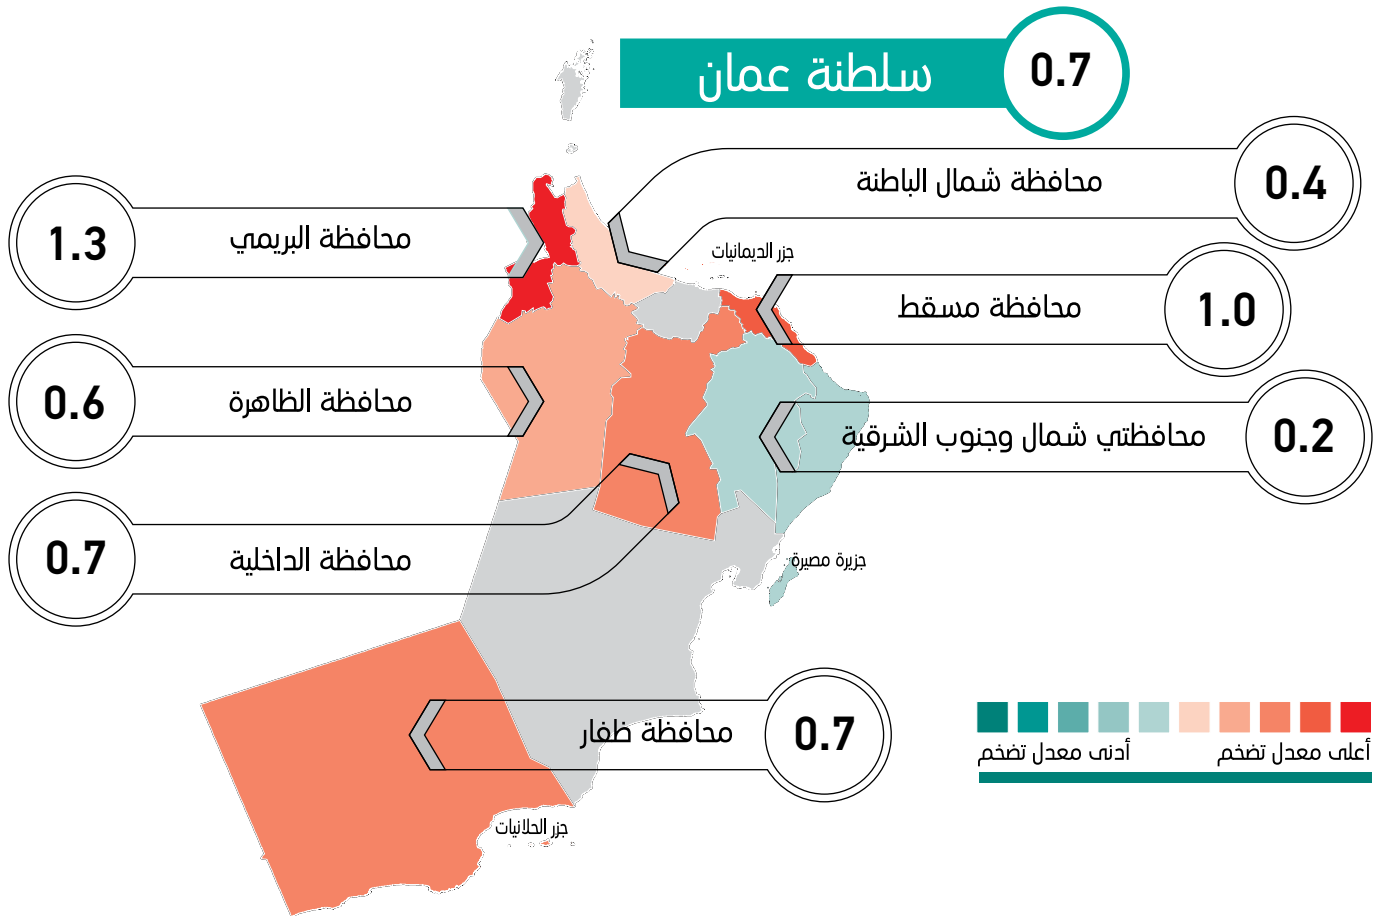 سلطنة عمان
0.7
محافظة شمال الباطنة
0.4
محافظة البريمي
1.3
جزر الديمانيات
محافظة مسقط
1.0
محافظة الظاهرة
0.6
محافظتي شمال وجنوب الشرقية
0.2
محافظة الداخلية
0.7
جزيرة مصيرة
محافظة ظفار
0.7
أعلى معدل تضخم
أدنى معدل تضخم
جزر الحلانيات